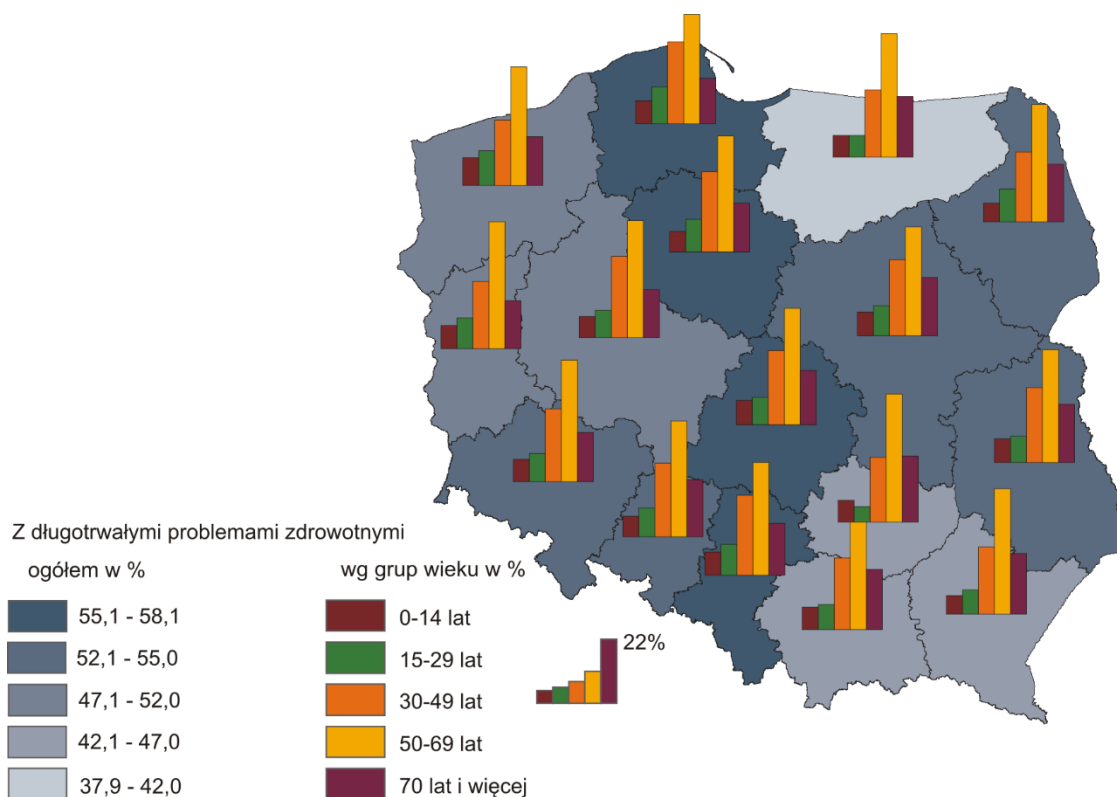 Z długotrwałymi problemami zdrowotnymi
ogółem w %
55,1 - 58,1
52,1 - 55,0
47,1 - 52,0
42,1 - 47,0
37,9 - 42,0
wg grup wieku w %
0-14 lat
15-29 lat
30-49 lat
50-69 lat
70 lat i więcej
22%